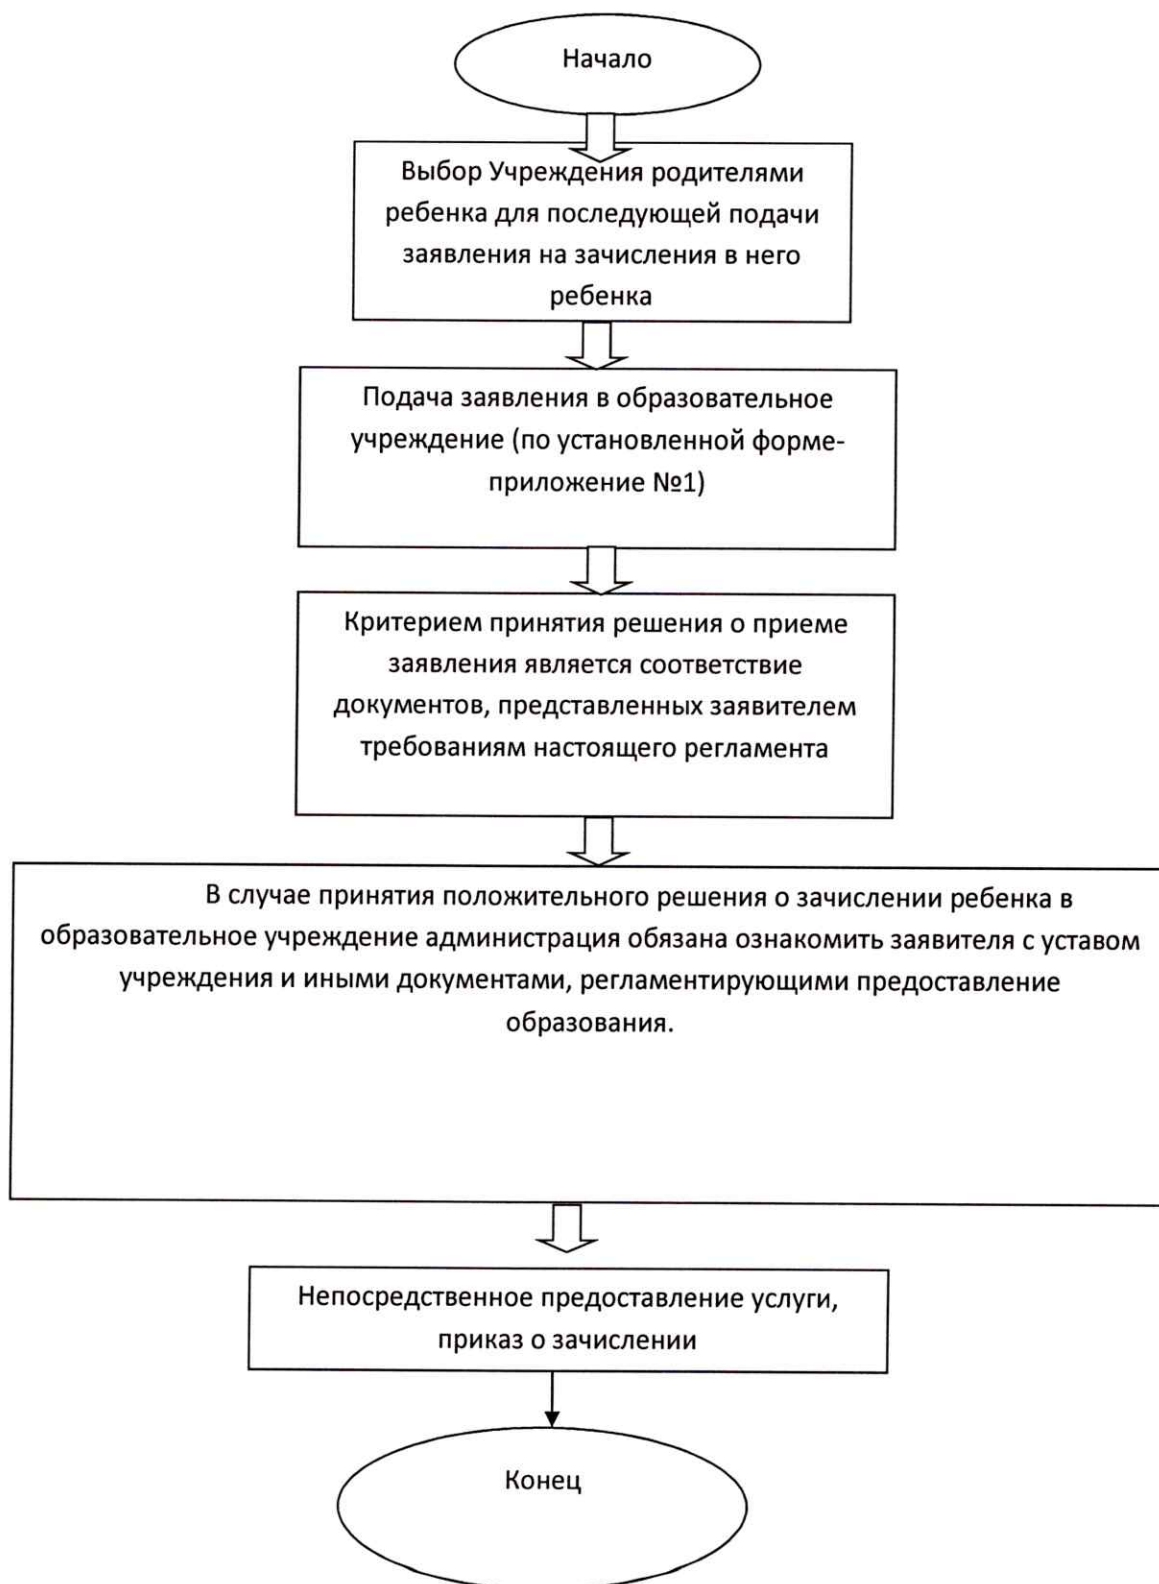 Начало
Выбор Учреждения родителями
ребенка для последующей подачи
заявления на зачисления в него
ребенка
Подача заявления в образовательное
учреждение (по установленной форме-
приложение №1)
Критерием принятия решения о приеме
заявления является соответствие
документов, представленных заявителем
требованиям настоящего регламента
В случае принятия положительного решения о зачислении ребенка в
образовательное учреждение администрация обязана ознакомить заявителя с уставом
учреждения и иными документами, регламентирующими предоставление
образования.
Непосредственное предоставление услуги,
приказ о зачислении
Конец